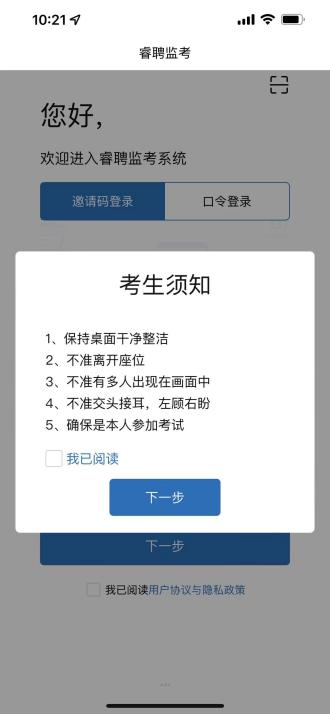 10:21
睿聘监考
您好，
欢迎进入睿聘监考系统
邀请码登录
口令登录
考生须知
1、保持桌面干净整洁
2、不准离开座位
3、不准有多人出现在画面中
4、不准交头接耳，左顾右盼
5、确保是本人参加考试
我已阅读
下一步
下一步
我已阅读用户协议与隐私政策